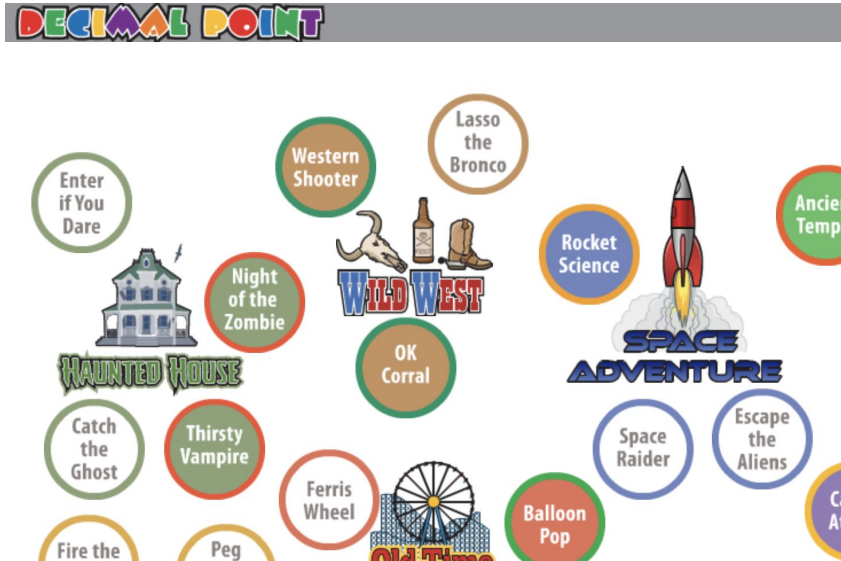 DECIMAL POINT
Lasso
the
Bronco
Western
Shooter
Enter
if You
Dare
Rocket
Science
Night
of the
Zombie
WILD WEST
OK
Corral
SPACE
ADVENTURE
HAUNTED HOUSE
Catch
the
Ghost
Thirsty
Vampire
Space
Raider
Escape
the
Aliens
Ferris
Wheel
Balloon
Pop
Fire the
Peg
Old Time